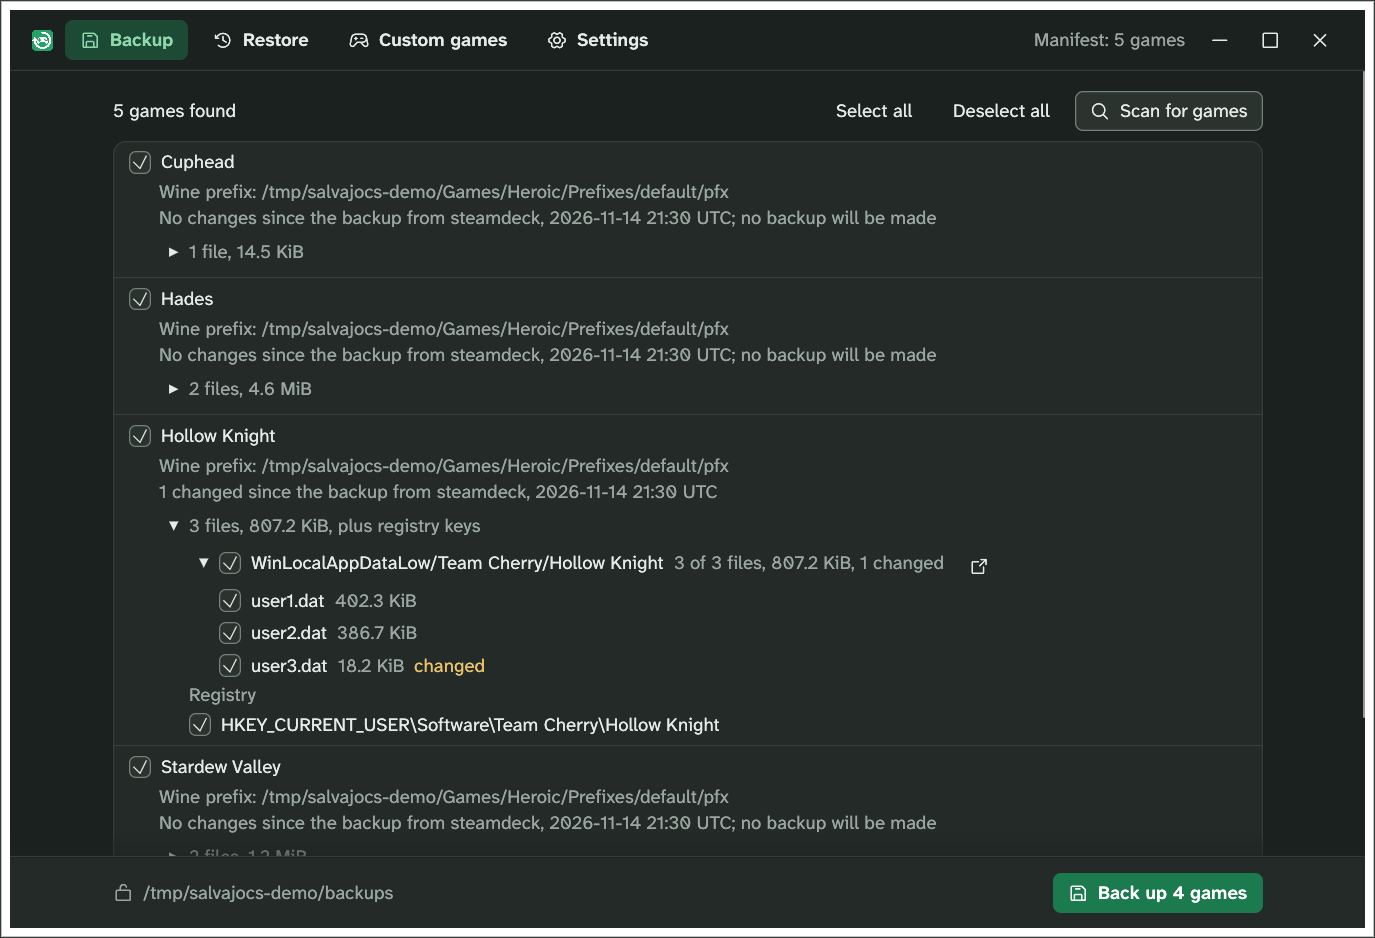 Backup
Restore
Custom games
Settings
Manifest: 5 games
5 games found
Select all
Deselect all
Scan for games
Cuphead
Wine prefix: /tmp/salvajocs-demo/Games/Heroic/Prefixes/default/pfx
No changes since the backup from steamdeck, 2026-11-14 21:30 UTC; no backup will be made
1 file, 14.5 KiB
Hades
Wine prefix: /tmp/salvajocs-demo/Games/Heroic/Prefixes/default/pfx
No changes since the backup from steamdeck, 2026-11-14 21:30 UTC; no backup will be made
2 files, 4.6 MiB
Hollow Knight
Wine prefix: /tmp/salvajocs-demo/Games/Heroic/Prefixes/default/pfx
1 changed since the backup from steamdeck, 2026-11-14 21:30 UTC
3 files, 807.2 KiB, plus registry keys
WinLocalAppDataLow/Team Cherry/Hollow Knight 3 of 3 files, 807.2 KiB, 1 changed
user1.dat 402.3 KiB
user2.dat 386.7 KiB
user3.dat 18.2 KiB changed
Registry
HKEY_CURRENT_USER\Software\Team Cherry\Hollow Knight
Stardew Valley
Wine prefix: /tmp/salvajocs-demo/Games/Heroic/Prefixes/default/pfx
No changes since the backup from steamdeck, 2026-11-14 21:30 UTC; no backup will be made
files, MiB
/tmp/salvajocs-demo/backups
Back up 4 games